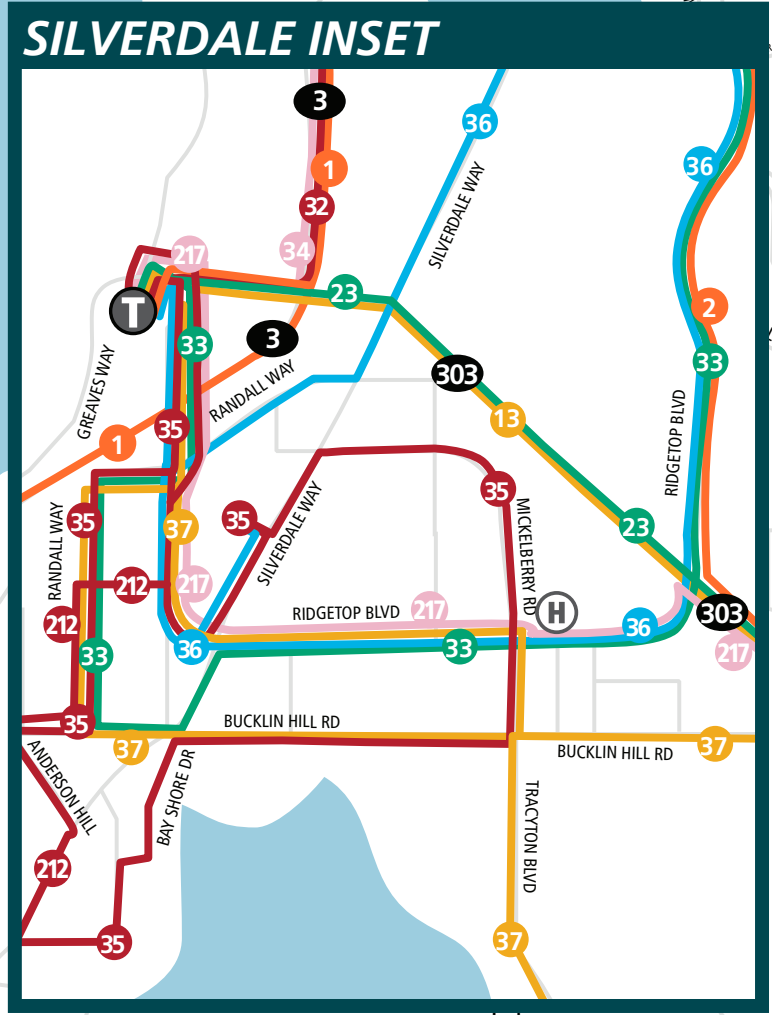 SILVERDALE INSET
3
36
1
36
32
SILVERDALE WAY
34
217
23
2
T
3
33
303
33
GREAVES WAY
RANDALL WAY
13
RIDGETOP BLVD
35
1
35
35
35
SILVERDALE WAY
MICKELBERRY RD
37
23
RANDALL WAY
212
217
RIDGETOP BLVD
217
H
303
212
36
36
33
33
217
35
BUCKLIN HILL RD
37
BUCKLIN HILL RD
37
ANDERSON HILL
BAY SHORE DR
TRACYTON BLVD
212
35
37